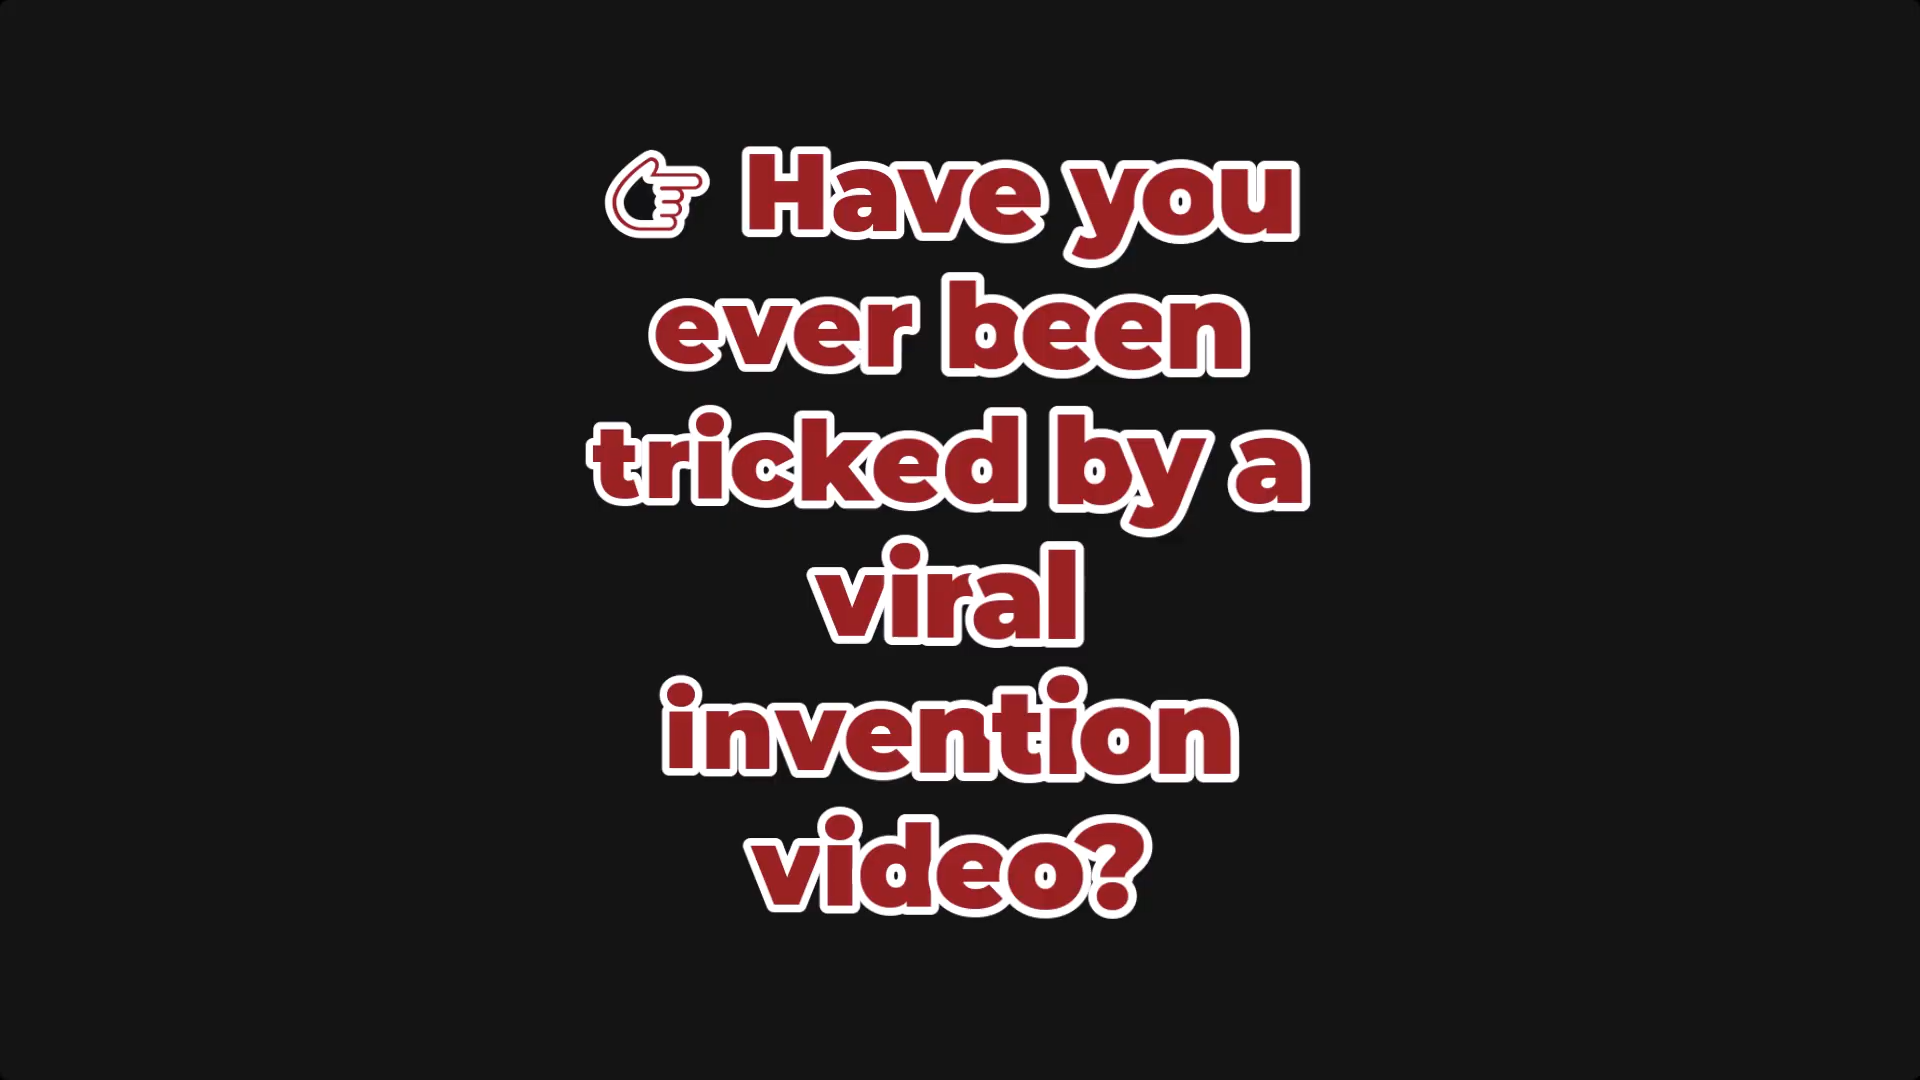 👉 Have you
ever been
tricked by a
viral
invention
video?